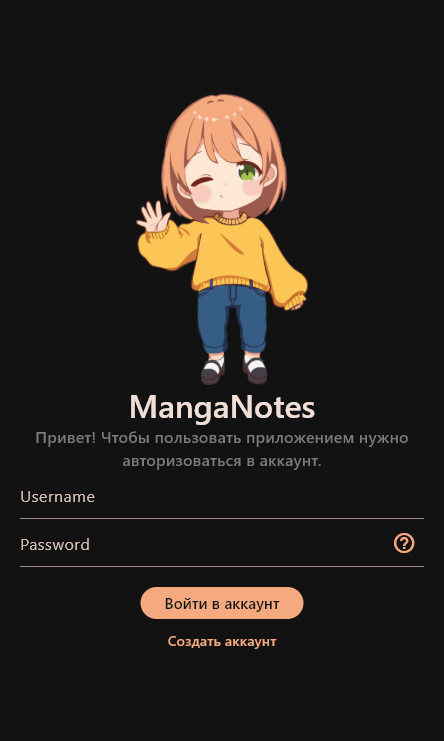 MangaNotes
Привет! Чтобы пользовать приложением нужно
авторизоваться в аккаунт.
Username
Password
Войти в аккаунт
Создать аккаунт